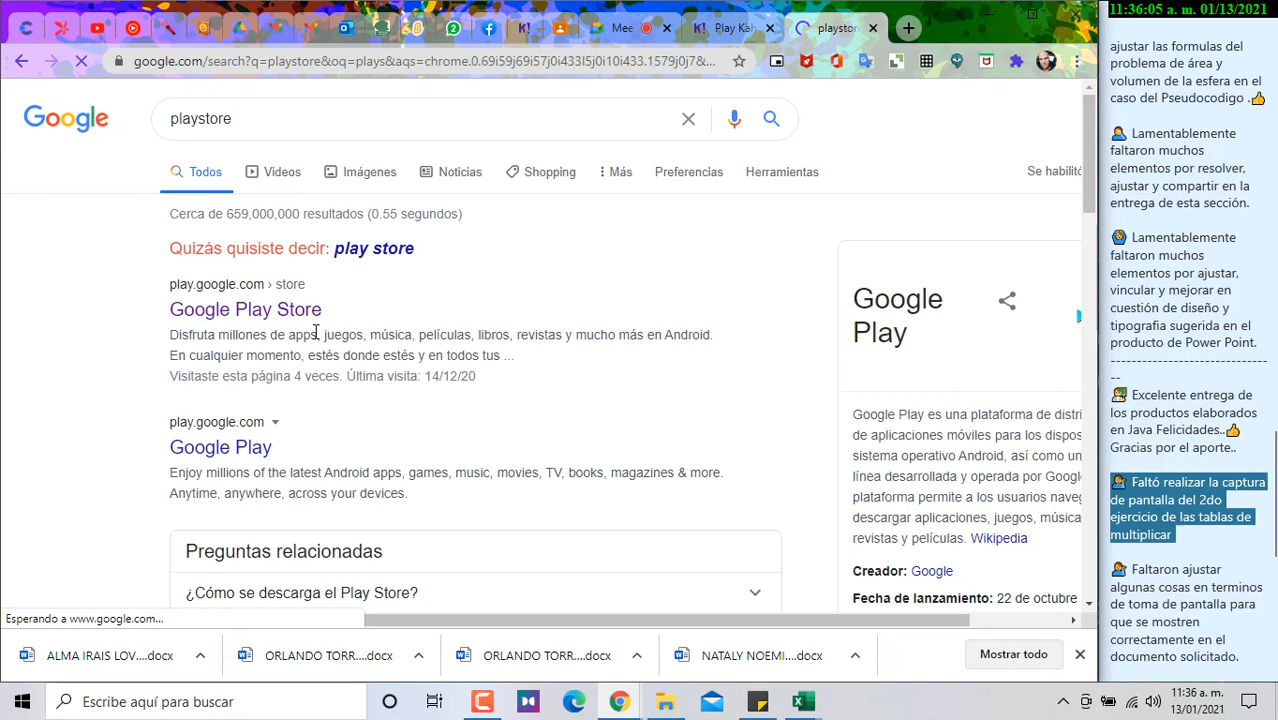 11:36:05 a. m. 01/13/2021
Mee
Play Kah
playstore
google.com/search?q=playstore&oq=plays&aqs=chrome.0.69i59j69i57j0i433l5j0i10i433.1579j0j7&...
Google
playstore
Todos
Videos
Imágenes
Noticias
Shopping
Más
Preferencias
Herramientas
Se habilitó
Cerca de 659,000,000 resultados (0.55 segundos)
Quizás quisiste decir: play store
play.google.com › store
Google Play Store
Disfruta millones de apps, juegos, música, películas, libros, revistas y mucho más en Android.
En cualquier momento, estés donde estés y en todos tus ...
Visitaste esta página 4 veces. Última visita: 14/12/20
play.google.com
Google Play
Enjoy millions of the latest Android apps, games, music, movies, TV, books, magazines & more.
Anytime, anywhere, across your devices.
Preguntas relacionadas
¿Cómo se descarga el Play Store?
Google
Play
Google Play es una plataforma de distri
de aplicaciones móviles para los dispos
sistema operativo Android, así como un
línea desarrollada y operada por Google
plataforma permite a los usuarios nave
descargar aplicaciones, juegos, música
revistas y películas. Wikipedia
Creador: Google
Fecha de lanzamiento: 22 de octubre
Esperando a www.google.com...
ALMA IRAIS LOV....docx
ORLANDO TORR....docx
ORLANDO TORR....docx
NATALY NOEMI....docx
Mostrar todo
Escribe aquí para buscar
11:36 a. m.
13/01/2021
ajustar las formulas del
problema de área y
volumen de la esfera en el
caso del Pseudocodigo .👍
Lamentablemente
faltaron muchos
elementos por resolver,
ajustar y compartir en la
entrega de esta sección.
Lamentablemente
faltaron muchos
elementos por ajustar,
vincular y mejorar en
cuestión de diseño y
tipografia sugerida en el
producto de Power Point.
------------------------------
--
Excelente entrega de
los productos elaborados
en Java Felicidades..👍
Gracias por el aporte..
Faltó realizar la captura
de pantalla del 2do
ejercicio de las tablas de
multiplicar
Faltaron ajustar
algunas cosas en terminos
de toma de pantalla para
que se mostren
correctamente en el
documento solicitado.